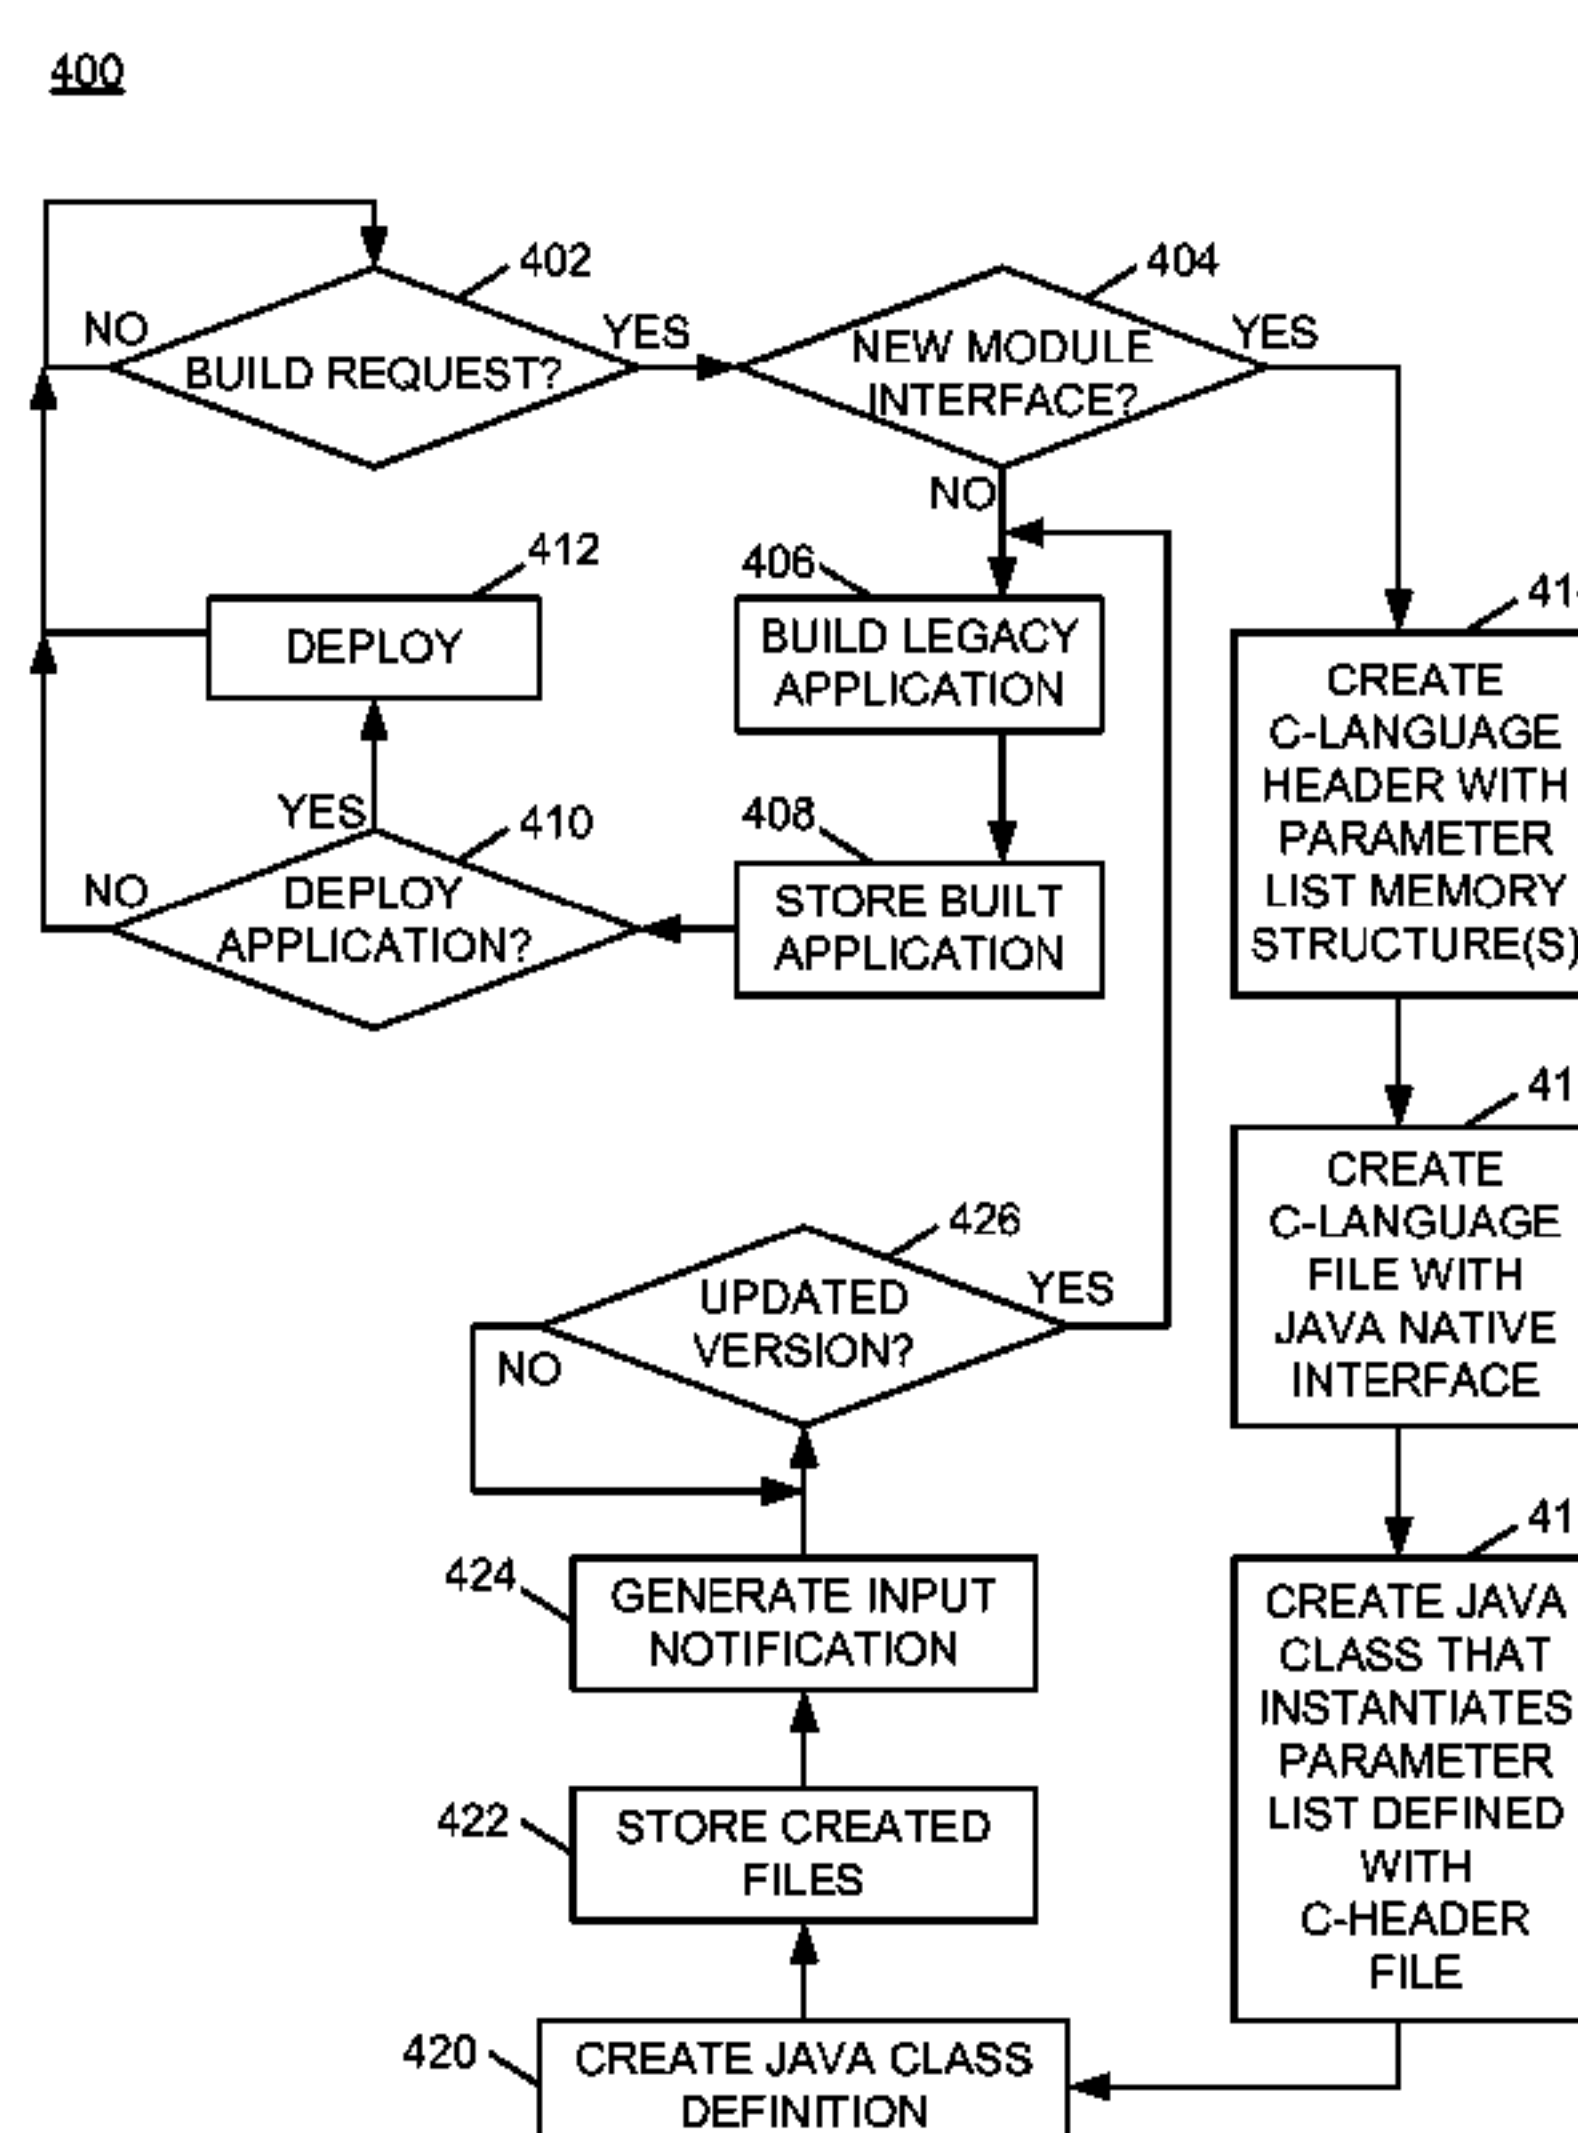 400
402
NO
BUILD REQUEST?
YES
404
NEW MODULE
INTERFACE?
YES
NO
412
DEPLOY
406
BUILD LEGACY
APPLICATION
YES
410
NO
DEPLOY
APPLICATION?
408
STORE BUILT
APPLICATION
CREATE
C-LANGUAGE
HEADER WITH
PARAMETER
LIST MEMORY
STRUCTURE(S)
41
CREATE
C-LANGUAGE
FILE WITH
JAVA NATIVE
INTERFACE
426
UPDATED
VERSION?
YES
NO
41
CREATE JAVA
CLASS THAT
INSTANTIATES
PARAMETER
LIST DEFINED
WITH
C-HEADER
FILE
424
GENERATE INPUT
NOTIFICATION
422
STORE CREATED
FILES
420
CREATE JAVA CLASS
DEFINITION